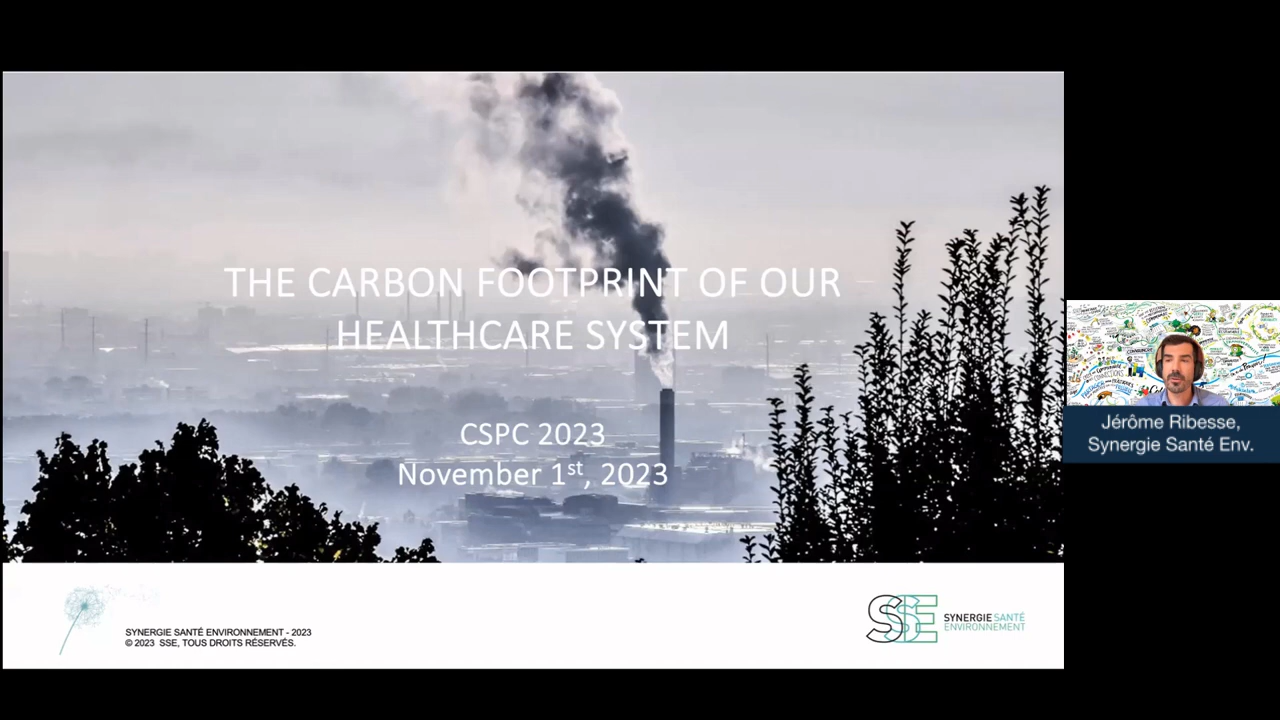 THE CARBON FOOTPRINT OF OUR
HEALTHCARE SYSTEM
CSPC 2023
November 1st, 2023
SYNERGIE SANTÉ ENVIRONNEMENT - 2023
© 2023 SSE, TOUS DROITS RÉSERVÉS.
SSE
SYNERGIE SANTÉ
ENVIRONNEMENT
Jérôme Ribesse,
Synergie Santé Env.